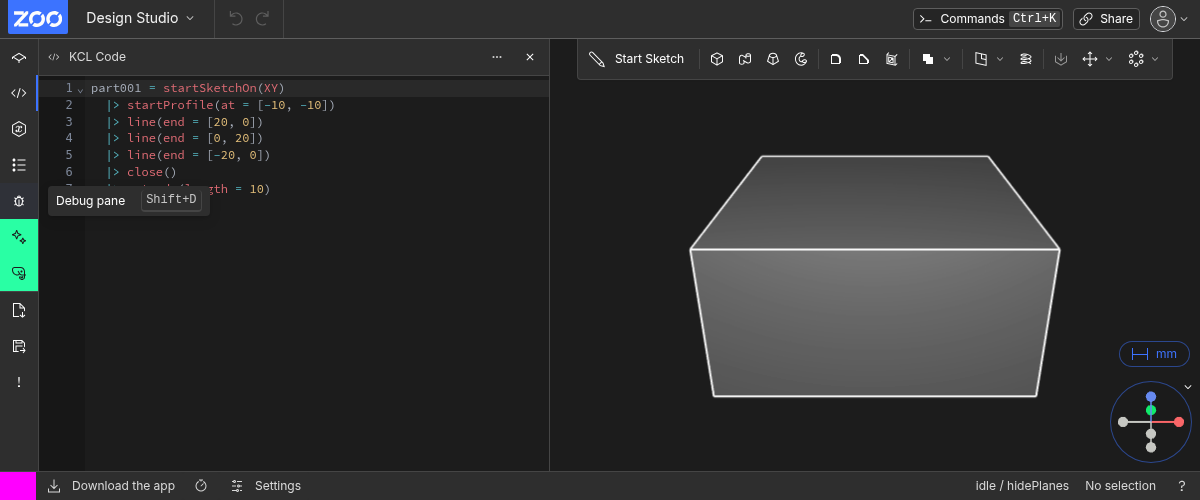 ZOO Design Studio
Commands Ctrl+K
Share
KCL Code
Start Sketch
1 part001 = startSketchOn(XY)
2 |> startProfile(at = [-10, -10])
3 |> line(end = [20, 0])
4 |> line(end = [0, 20])
5 |> line(end = [-20, 0])
6 |> close()
gth = 10)
Debug pane Shift+D
mm
Download the app
Settings
idle / hidePlanes
No selection
?